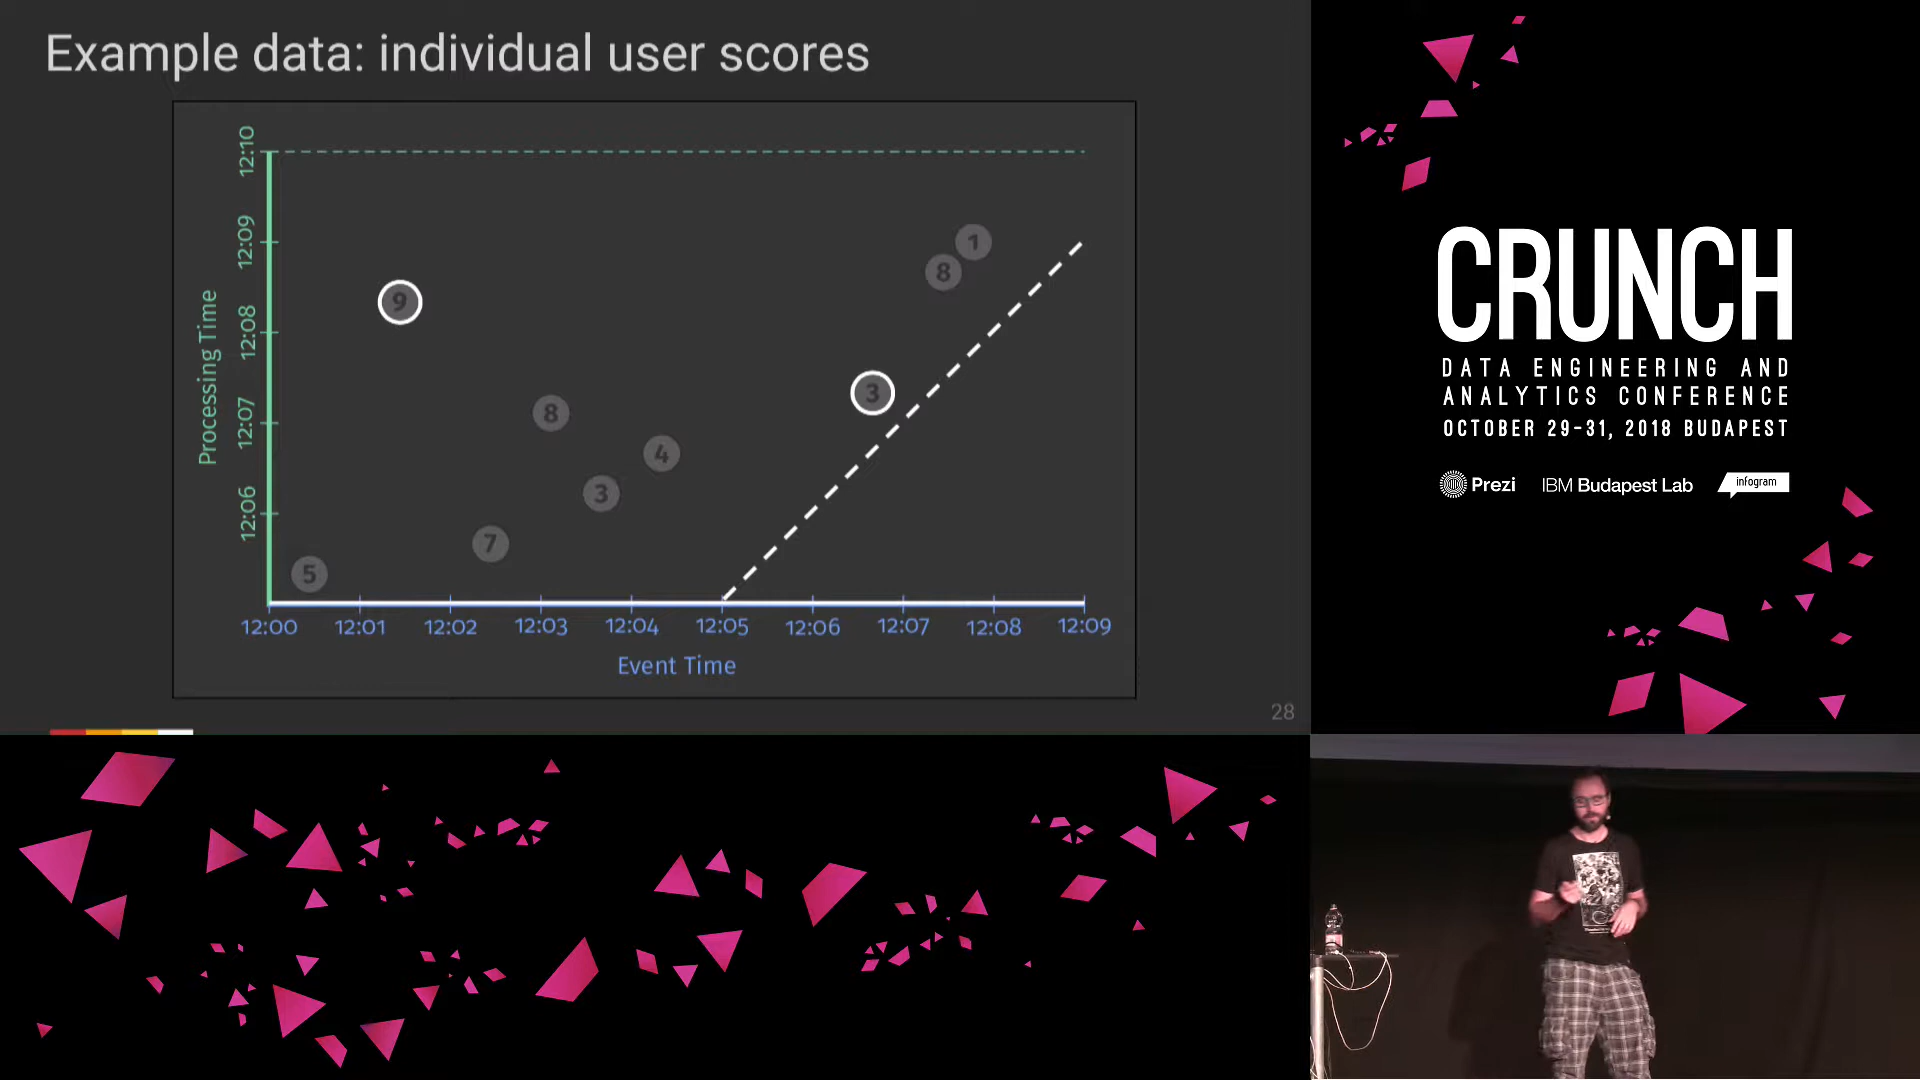 Example data: individual user scores
12:10
12:09
12:08
12:07
12:06
Processing Time
9
1
8
3
8
4
3
7
5
12:00 12:01 12:02 12:03 12:04 12:05 12:06 12:07 12:08 12:09
Event Time
28
CRUNCH
DATA ENGINEERING AND
ANALYTICS CONFERENCE
OCTOBER 29-31, 2018 BUDAPEST
Prezi IBM Budapest Lab infogram